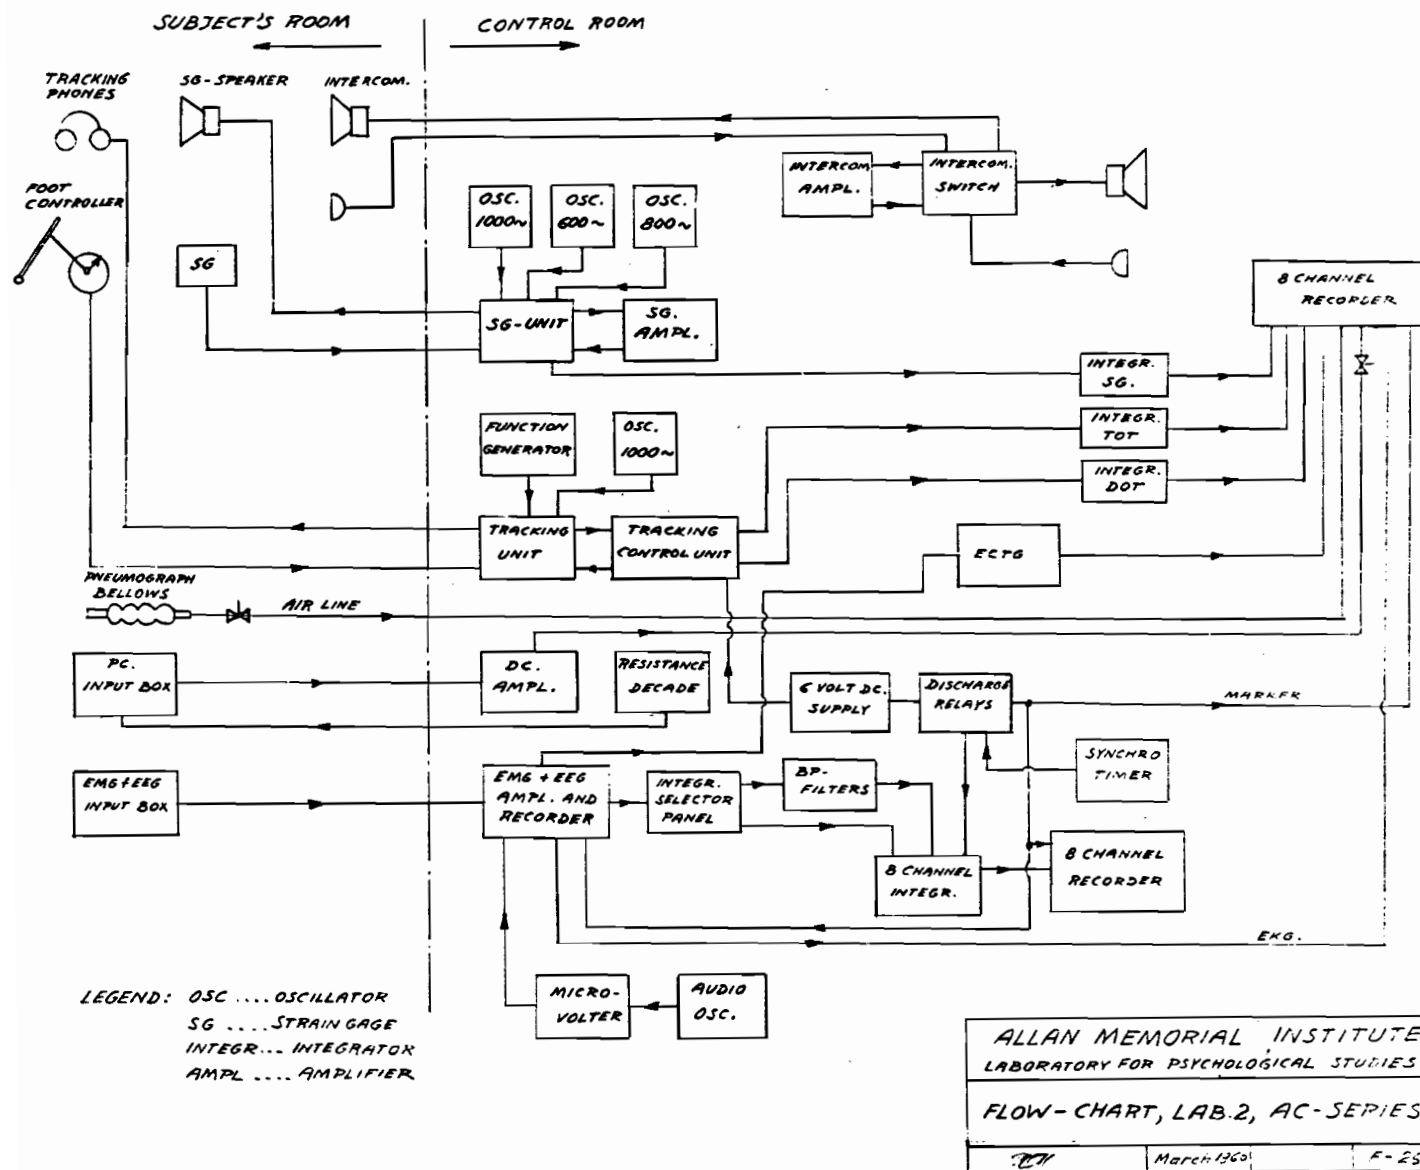 SUBJECT'S ROOM
CONTROL ROOM
TRACKING
PHONES
SG-SPEAKER
INTERCOM.
FOOT
CONTROLLER
SG
OSC.
1000~
OSC.
600~
OSC.
800~
INTERCOM
AMPL.
INTERCOM.
SWITCH
8 CHANNEL
RECORDER
SG-UNIT
SG.
AMPL.
INTEGR.
SG.
FUNCTION
GENERATOR
OSC.
1000~
INTEGR.
TOT
INTEGR.
DOT
TRACKING
UNIT
TRACKING
CONTROL UNIT
ECTG
PNEUMOGRAPH
BELLOWS
AIR LINE
PC.
INPUT BOX
DC.
AMPL.
RESISTANCE
DECADE
6 VOLT DC.
SUPPLY
DISCHARGE
RELAYS
MARKER
SYNCHRO
TIMER
EMG+EEG
INPUT BOX
EMG + EEG
AMPL. AND
RECORDER
INTEGR.
SELECTOR
PANEL
BP-
FILTERS
8 CHANNEL
INTEGR.
8 CHANNEL
RECORDER
EKG.
MICRO-
VOLTER
AUDIO
OSC.
LEGEND: OSC .... OSCILLATOR
SG .... STRAIN GAGE
INTEGR... INTEGRATOR
AMPL .... AMPLIFIER
ALLAN MEMORIAL INSTITUTE
LABORATORY FOR PSYCHOLOGICAL STUDIES
FLOW-CHART, LAB.2, AC-SERIES
March 1960